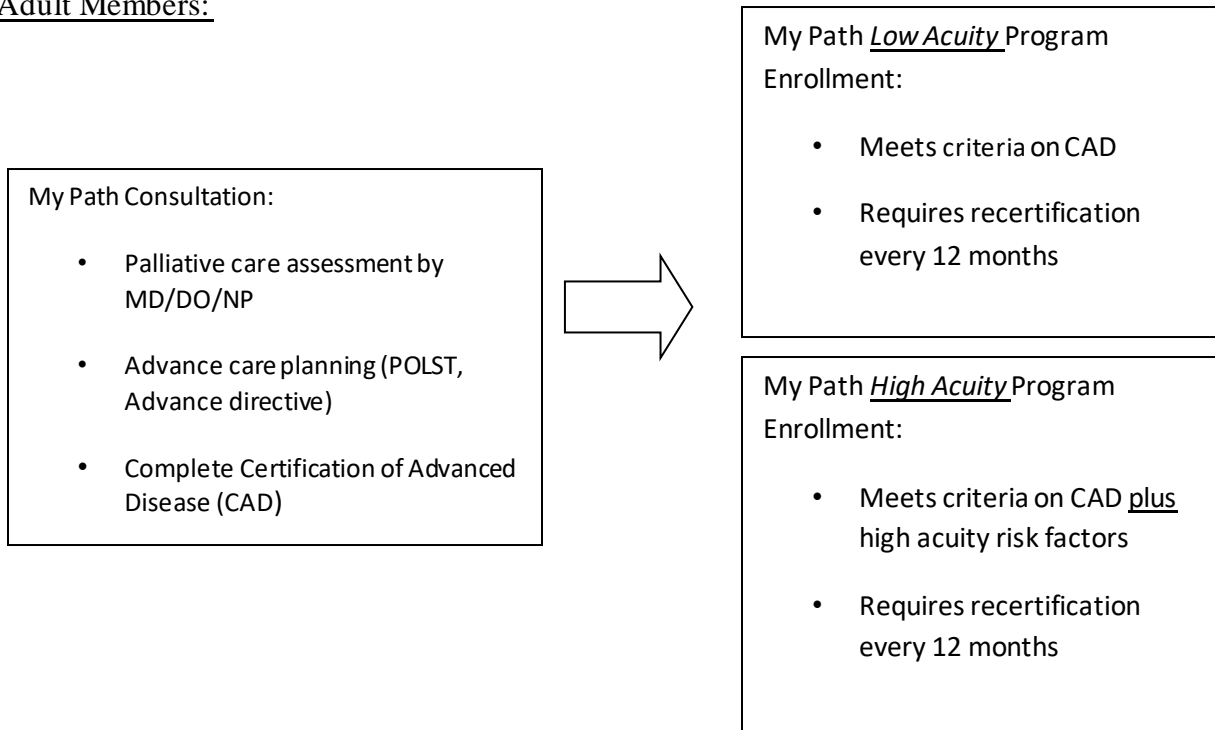 Adult Members:
My Path Consultation:
• Palliative care assessment by
MD/DO/NP
• Advance care planning (POLST,
Advance directive)
• Complete Certification of Advanced
Disease (CAD)
My Path Low Acuity Program
Enrollment:
• Meets criteria on CAD
• Requires recertification
every 12 months
My Path High Acuity Program
Enrollment:
• Meets criteria on CAD plus
high acuity risk factors
• Requires recertification
every 12 months